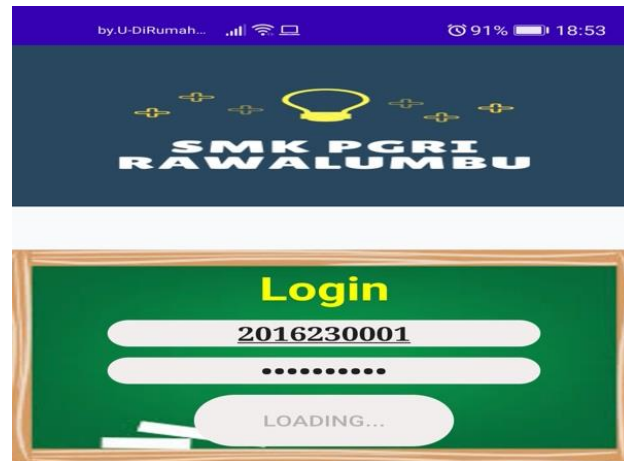 by.U-DiRumah... 91% 18:53
SMK PGRI
RAWALUMBU
Login
2016230001
••••••••••
LOADING...